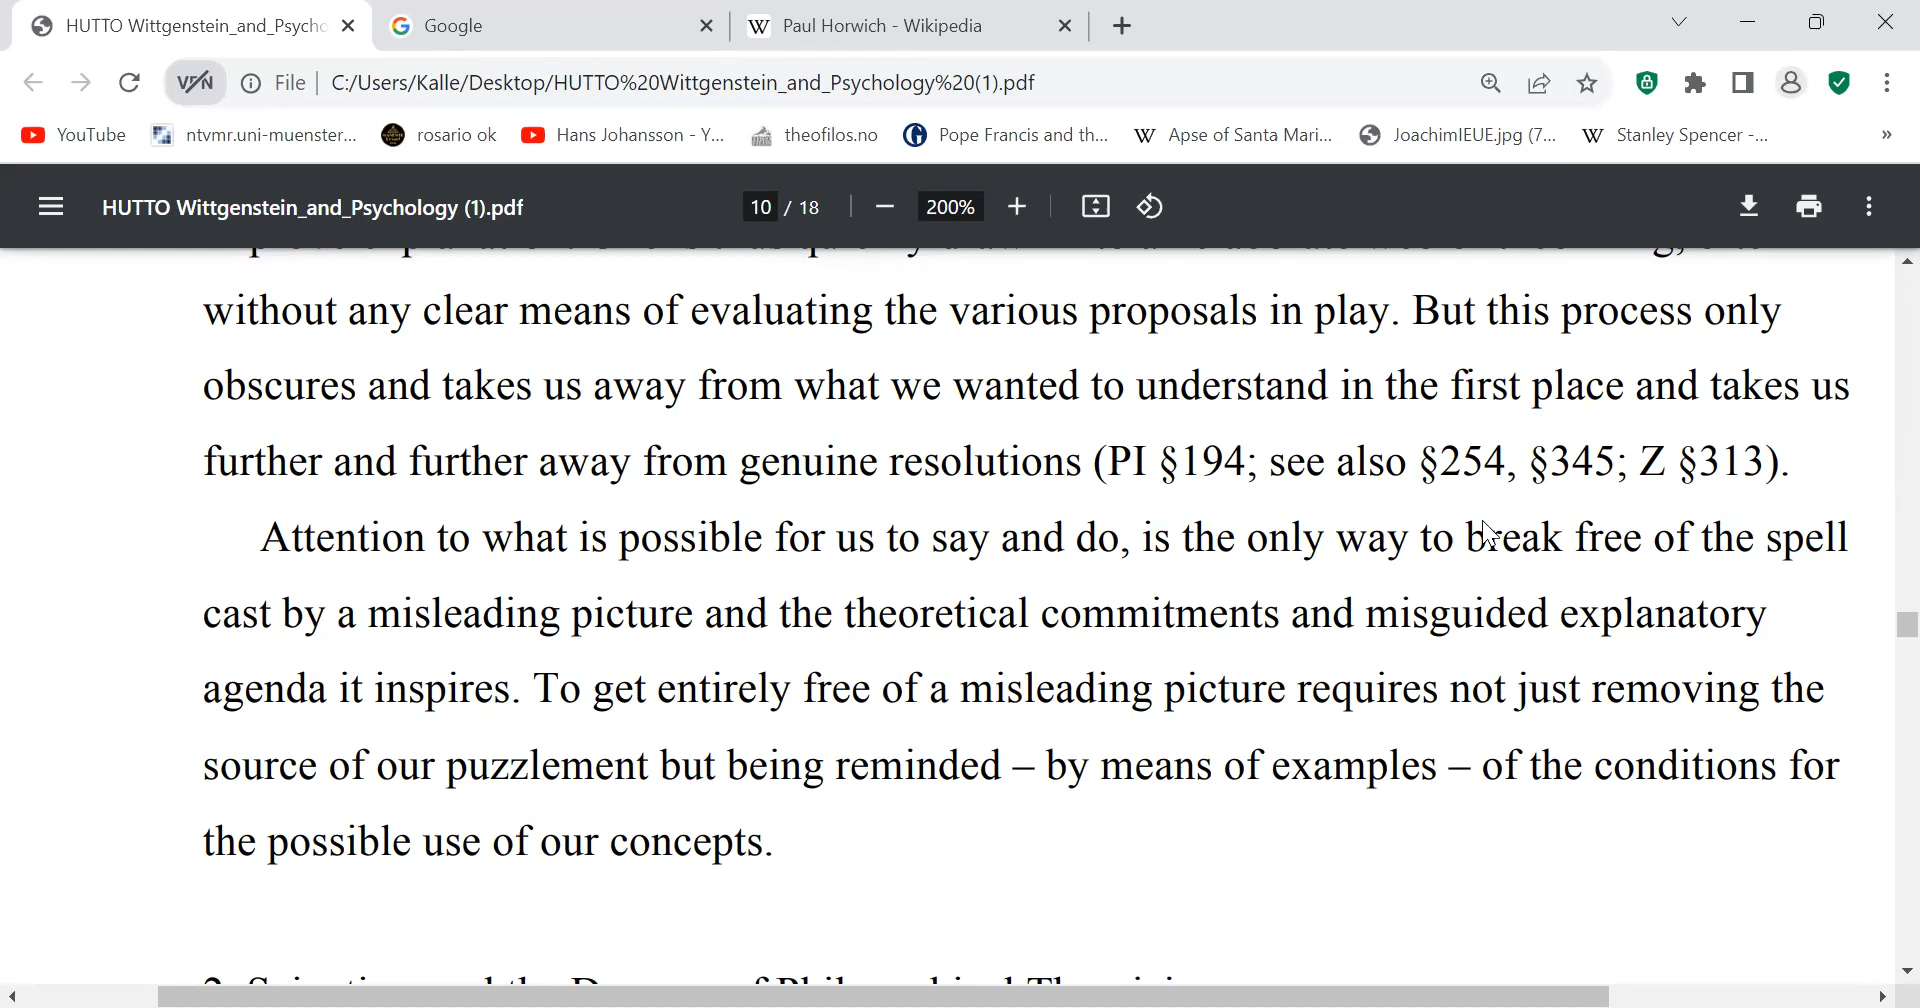 HUTTO Wittgenstein_and_Psycho
Google
Paul Horwich - Wikipedia
VPN
File
C:/Users/Kalle/Desktop/HUTTO%20Wittgenstein_and_Psychology%20(1).pdf
YouTube
ntvmr.uni-muenster...
rosario ok
Hans Johansson - Y...
theofilos.no
Pope Francis and th...
Apse of Santa Mari...
JoachimIEUE.jpg (7...
Stanley Spencer -...
»
HUTTO Wittgenstein_and_Psychology (1).pdf
10 / 18
200%
without any clear means of evaluating the various proposals in play. But this process only
obscures and takes us away from what we wanted to understand in the first place and takes us
further and further away from genuine resolutions (PI §194; see also §254, §345; Z §313).
Attention to what is possible for us to say and do, is the only way to break free of the spell
cast by a misleading picture and the theoretical commitments and misguided explanatory
agenda it inspires. To get entirely free of a misleading picture requires not just removing the
source of our puzzlement but being reminded – by means of examples – of the conditions for
the possible use of our concepts.